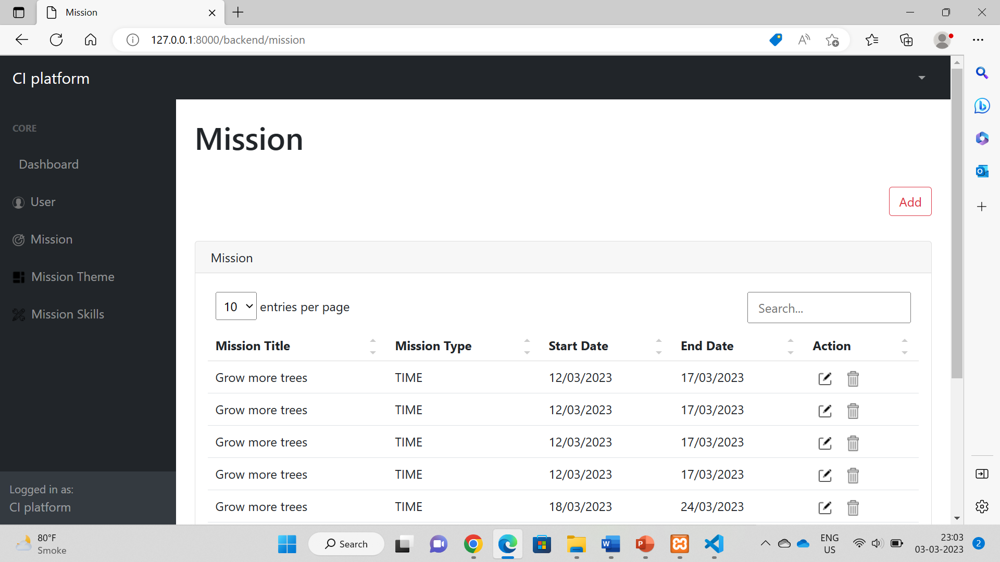 Mission
127.0.0.1:8000/backend/mission
CI platform
CORE
Dashboard
User
Mission
Mission Theme
Mission Skills
Logged in as:
CI platform
Mission
Add
Mission
10 entries per page
Search...
Mission Title Mission Type Start Date End Date Action
Grow more trees TIME 12/03/2023 17/03/2023
Grow more trees TIME 12/03/2023 17/03/2023
Grow more trees TIME 12/03/2023 17/03/2023
Grow more trees TIME 12/03/2023 17/03/2023
Grow more trees TIME 18/03/2023 24/03/2023
80°F
Smoke
Search
ENG
US
23:03
03-03-2023
2